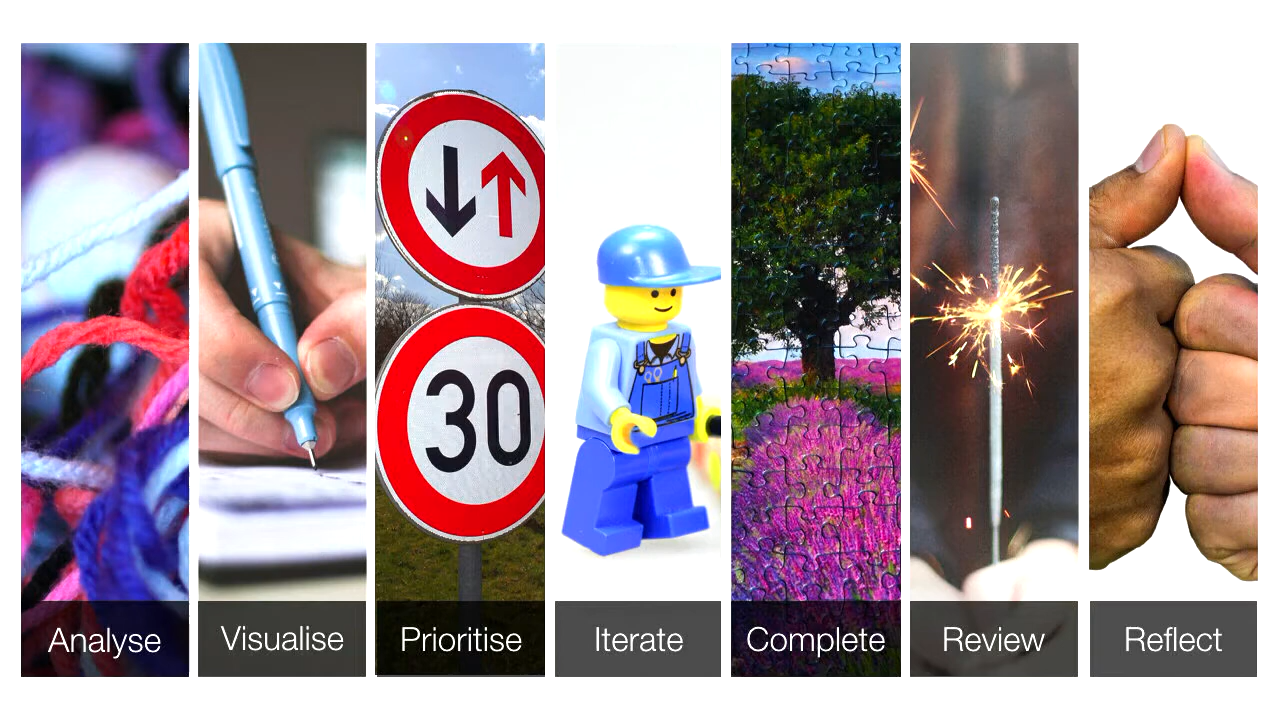 30
Analyse
Visualise
Prioritise
Iterate
Complete
Review
Reflect